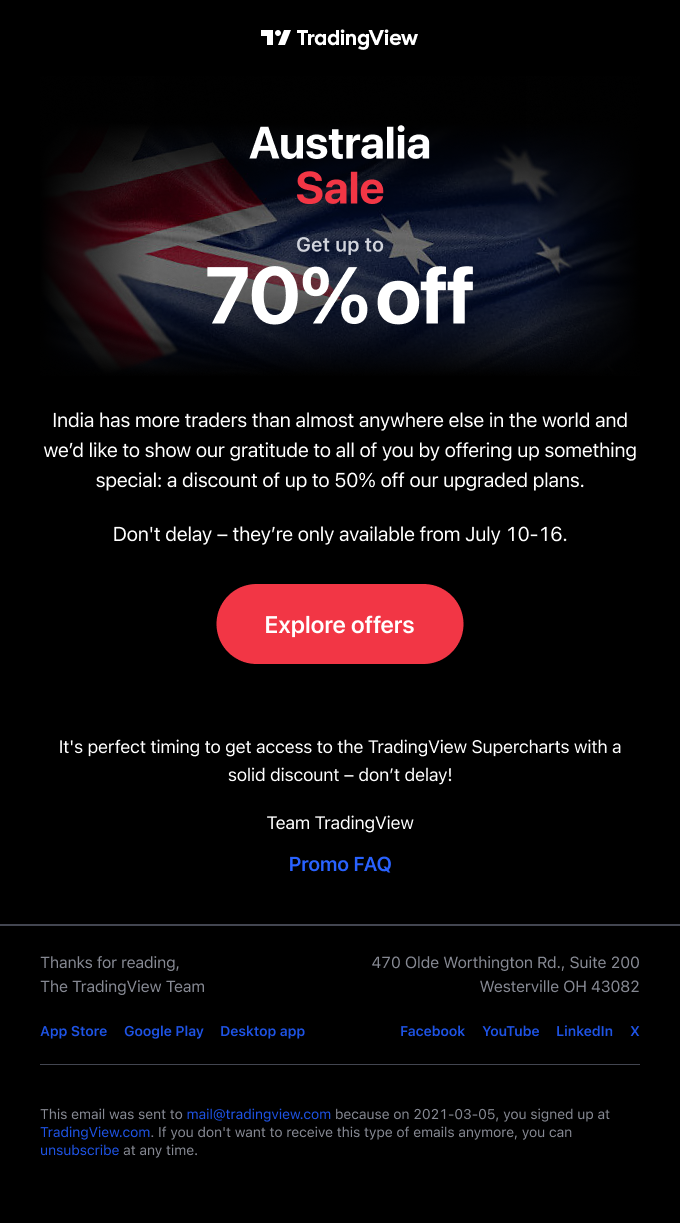 TradingView
Australia
Sale
Get up to
70% off
India has more traders than almost anywhere else in the world and
we’d like to show our gratitude to all of you by offering up something
special: a discount of up to 50% off our upgraded plans.
Don't delay – they’re only available from July 10-16.
Explore offers
It's perfect timing to get access to the TradingView Supercharts with a
solid discount – don’t delay!
Team TradingView
Promo FAQ
Thanks for reading,
The TradingView Team
470 Olde Worthington Rd., Suite 200
Westerville OH 43082
App Store Google Play Desktop app
Facebook YouTube LinkedIn X
This email was sent to mail@tradingview.com because on 2021-03-05, you signed up at
TradingView.com. If you don't want to receive this type of emails anymore, you can
unsubscribe at any time.